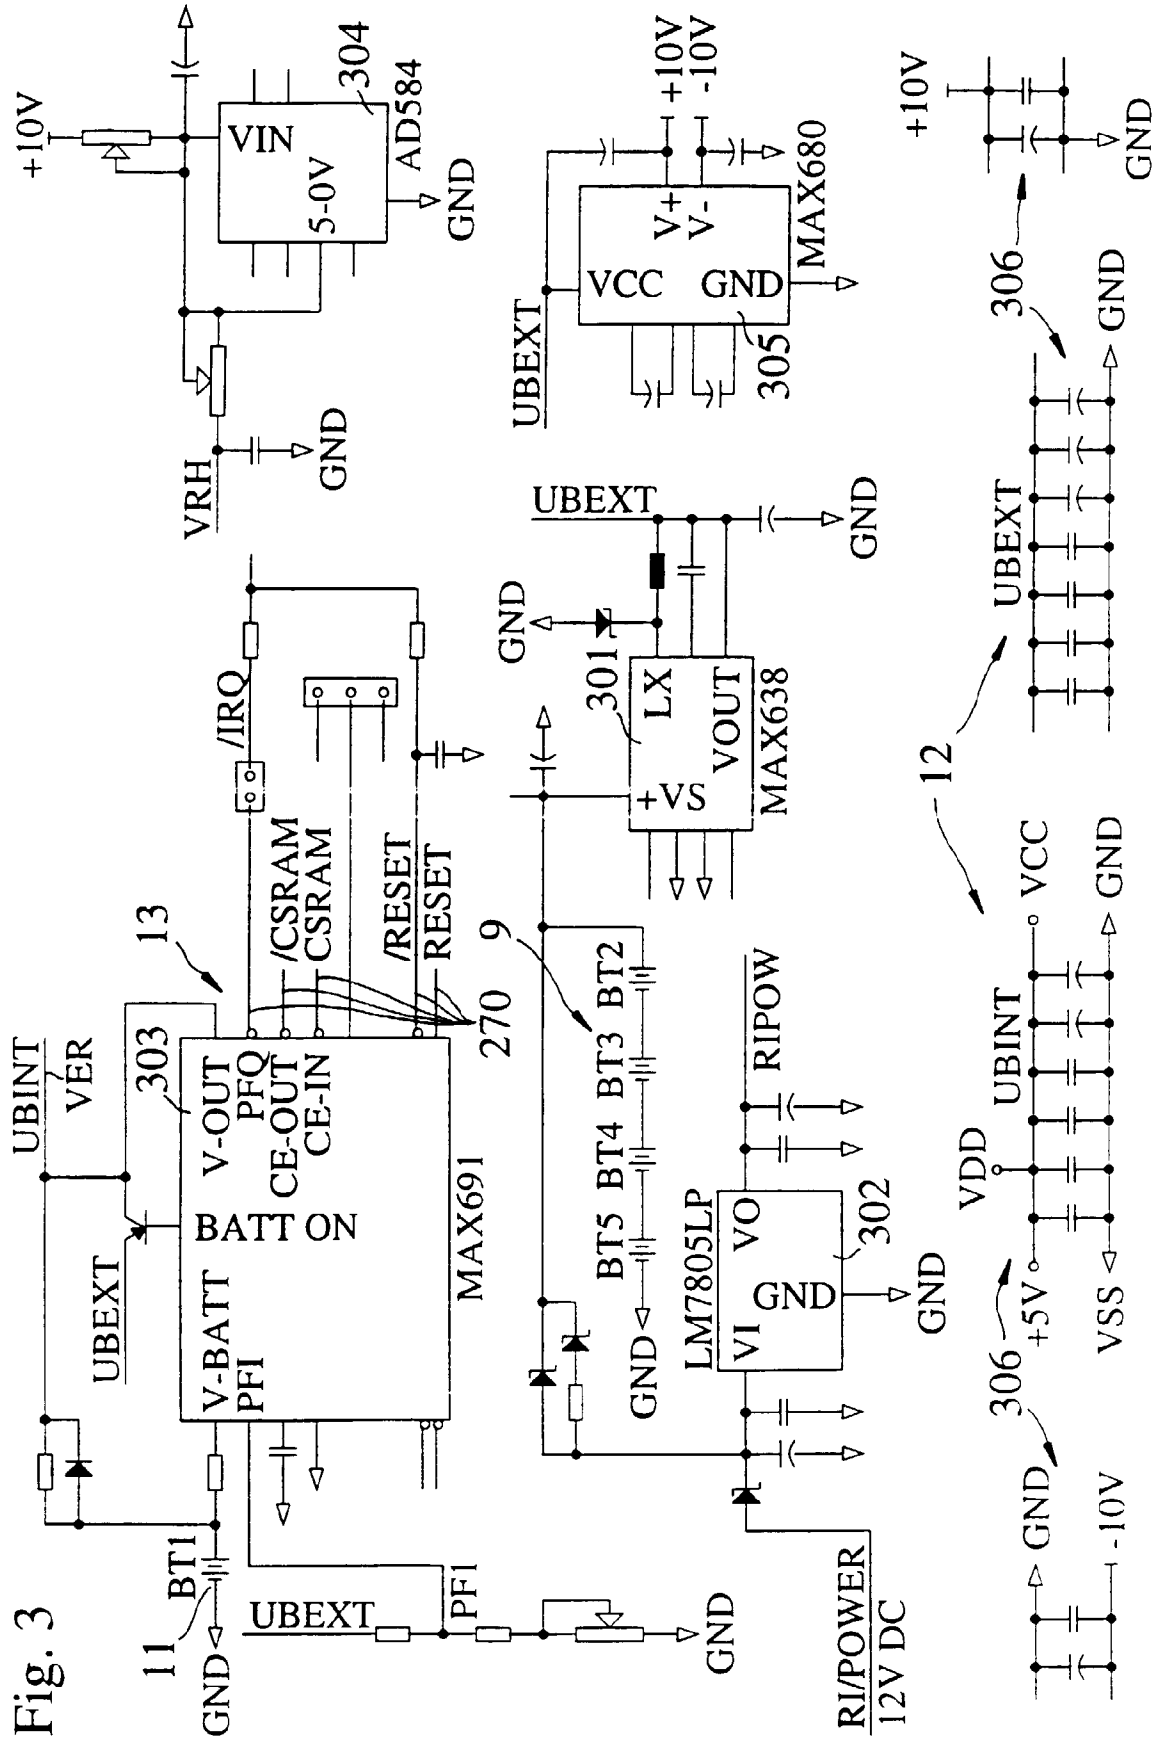 Fig. 3
UBINT
VER
UBEXT
303
13
V-OUT
PFQ
CE-OUT
CE-IN
BATT ON
V-BATT
PFI
MAX691
/IRQ
/CSRAM
CSRAM
/RESET
RESET
270
BT1
11
GND
UBEXT
PF1
GND
VRH
GND
+10V
VIN
5-0V
304
AD584
GND
9
BT5
BT4
BT3
BT2
GND
GND
301
LX
+VS
VOUT
MAX638
UBEXT
GND
UBEXT
VCC
V+
V-
GND
305
MAX680
+10V
-10V
RI/POWER
12V DC
LM7805LP
VI
VO
GND
302
GND
RIPOW
12
306
GND
-10V
+5V
VDD
UBINT
VCC
VSS
GND
UBEXT
GND
306
+10V
GND